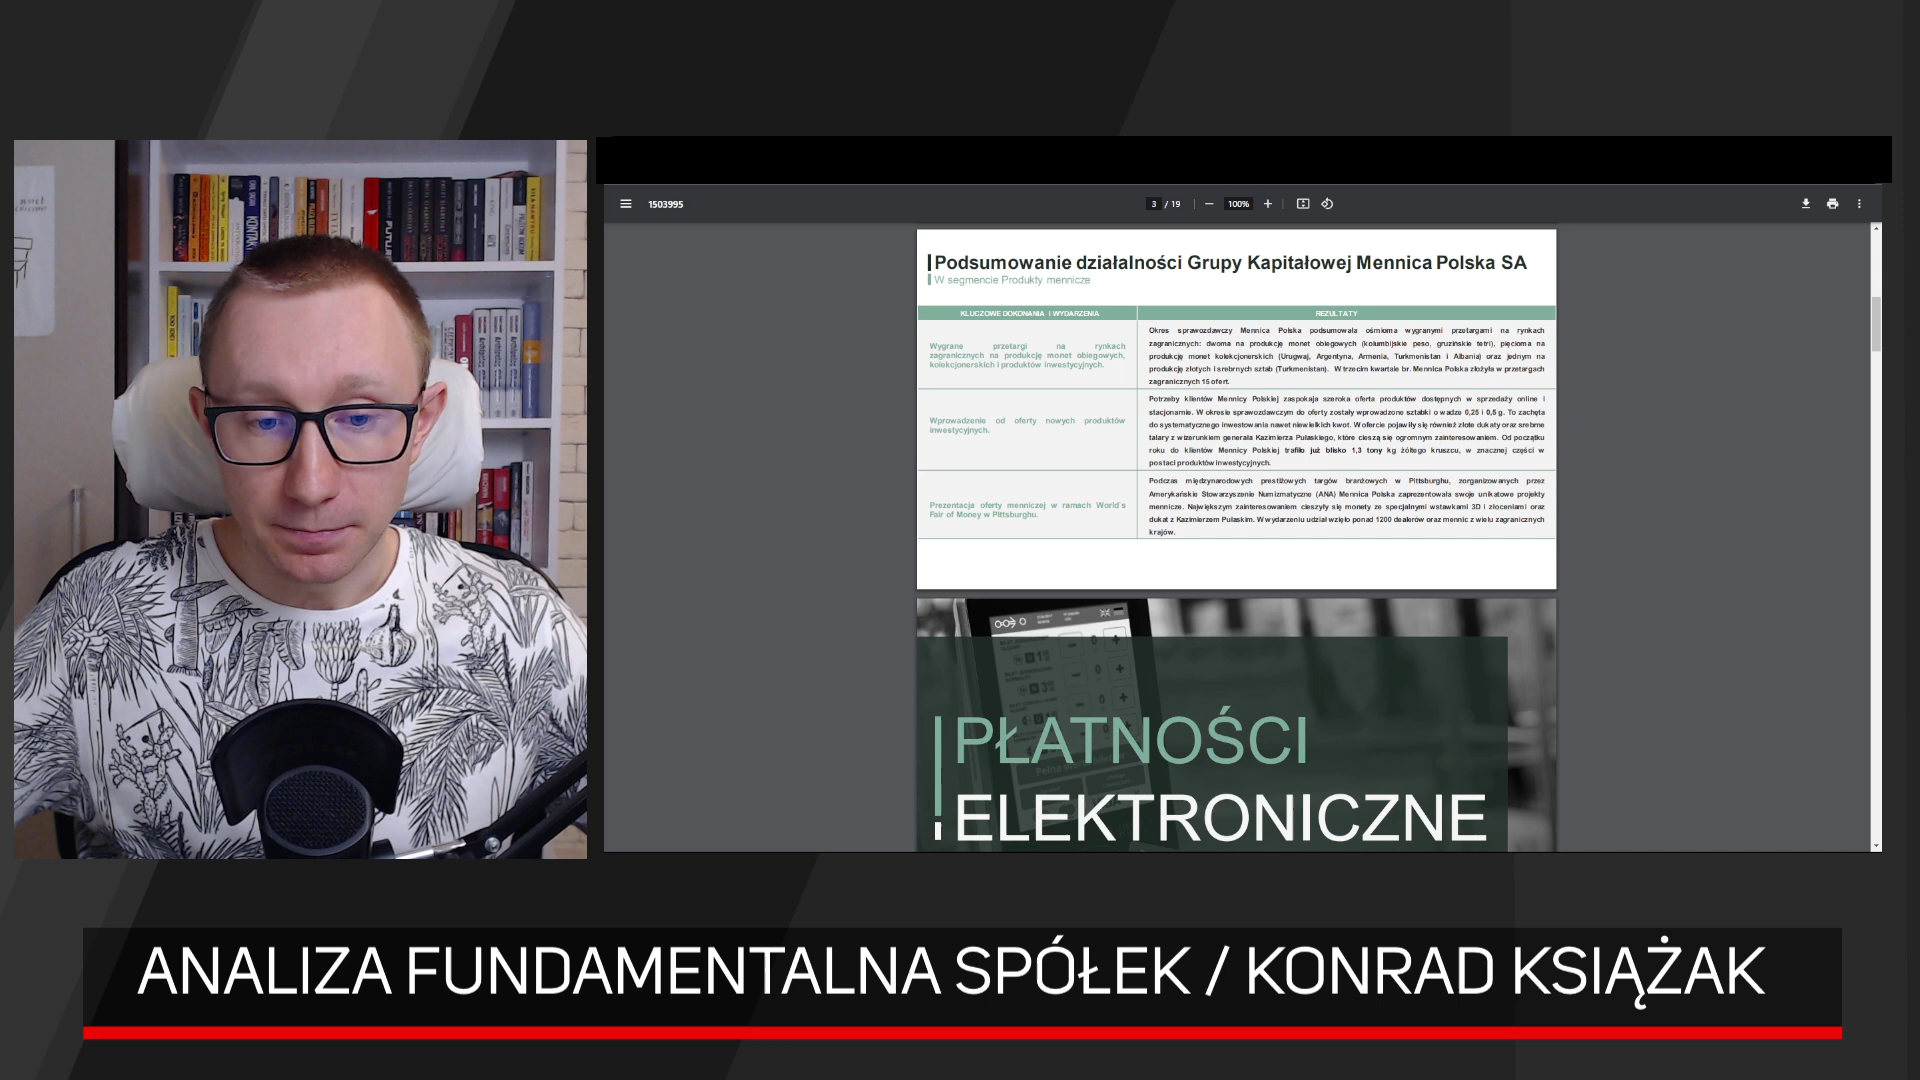 1503995
3 / 19
100%
Podsumowanie działalności Grupy Kapitałowej Mennica Polska SA
W segmencie Produkty mennicze
KLUCZOWE DOKONANIA I WYDARZENIA
REZULTATY
Wygrane przetargi na rynkach
zagranicznych na produkcję monet obiegowych,
kolekcjonerskich i produktów inwestycyjnych.
Okres sprawozdawczy Mennica Polska podsumowała ośmioma wygranymi przetargami na rynkach
zagranicznych: dwoma na produkcję monet obiegowych (kolumbijskie peso, gruzińskie tetri), pięcioma na
produkcję monet kolekcjonerskich (Urugwaj, Argentyna, Armenia, Turkmenistan i Albania) oraz jednym na
produkcję złotych i srebrnych sztab (Turkmenistan). W trzecim kwartale br. Mennica Polska złożyła w przetargach
zagranicznych 15 ofert.
Wprowadzenie od oferty nowych produktów
inwestycyjnych.
Potrzeby klientów Mennicy Polskiej zaspokaja szeroka oferta produktów dostępnych w sprzedaży online i
stacjonarnie. W okresie sprawozdawczym do oferty zostały wprowadzone sztabki o wadze 0,25 i 0,5 g. To zachęta
do systematycznego inwestowania nawet niewielkich kwot. W ofercie pojawiły się również złote dukaty oraz srebrne
talary z wizerunkiem generała Kazimierza Pułaskiego, które cieszą się ogromnym zainteresowaniem. Od początku
roku do klientów Mennicy Polskiej trafiło już blisko 1,3 tony kg żółtego kruszcu, w znacznej części w
postaci produktów inwestycyjnych.
Prezentacja oferty menniczej w ramach World's
Fair of Money w Pittsburghu.
Podczas międzynarodowych prestiżowych targów branżowych w Pittsburghu, zorganizowanych przez
Amerykańskie Stowarzyszenie Numizmatyczne (ANA) Mennica Polska zaprezentowała swoje unikatowe projekty
mennicze. Największym zainteresowaniem cieszyły się monety ze specjalnymi wstawkami 3D i złoceniami oraz
dukat z Kazimierzem Pułaskim. W wydarzeniu udział wzięło ponad 1200 dealerów oraz mennic z wielu zagranicznych
krajów.
PŁATNOŚCI
ELEKTRONICZNE
ANALIZA FUNDAMENTALNA SPÓŁEK / KONRAD KSIĄŻAK